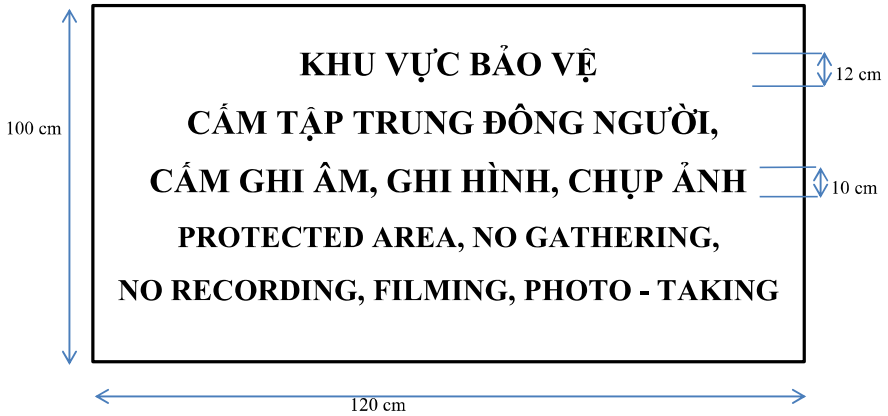 KHU VỰC BẢO VỆ
12 cm
CẤM TẬP TRUNG ĐÔNG NGƯỜI,
100 cm
CẤM GHI ÂM, GHI HÌNH, CHỤP ẢNH
10 cm
PROTECTED AREA, NO GATHERING,
NO RECORDING, FILMING, PHOTO - TAKING
120 cm